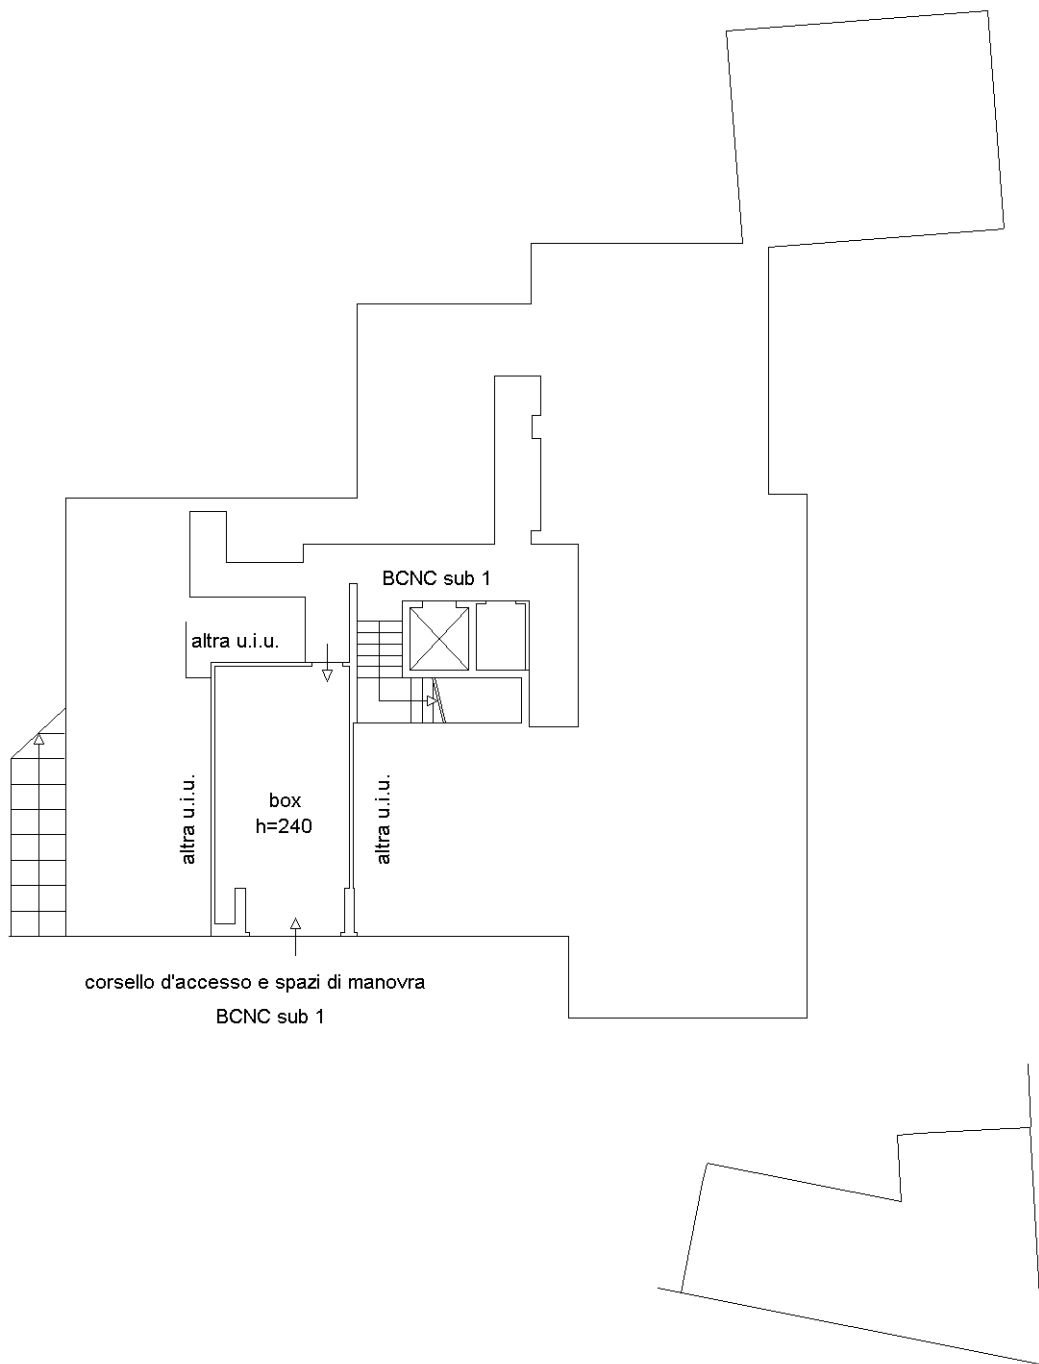 BCNC sub 1
altra u.i.u.
altra u.i.u.
box
h=240
altra u.i.u.
corsello d'accesso e spazi di manovra
BCNC sub 1